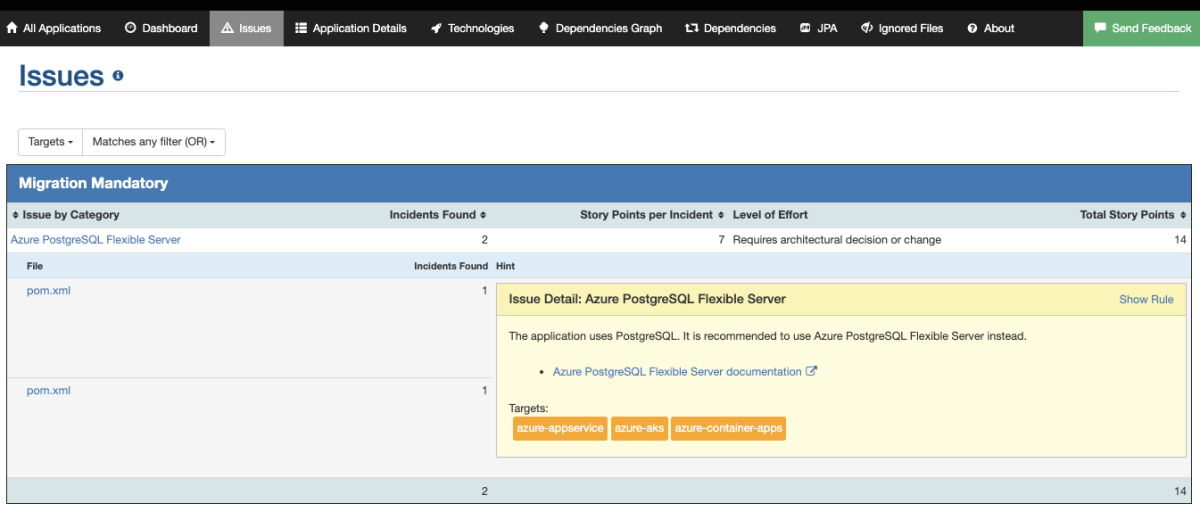 All Applications Dashboard Issues Application Details Technologies Dependencies Graph Dependencies JPA Ignored Files About Send Feedback
Issues
Targets Matches any filter (OR)
Migration Mandatory
Issue by Category Incidents Found Story Points per Incident Level of Effort Total Story Points
Azure PostgreSQL Flexible Server 2 7 Requires architectural decision or change 14
File Incidents Found Hint
pom.xml 1
Issue Detail: Azure PostgreSQL Flexible Server Show Rule
The application uses PostgreSQL. It is recommended to use Azure PostgreSQL Flexible Server instead.
• Azure PostgreSQL Flexible Server documentation
pom.xml 1
Targets:
azure-appservice azure-aks azure-container-apps
2 14